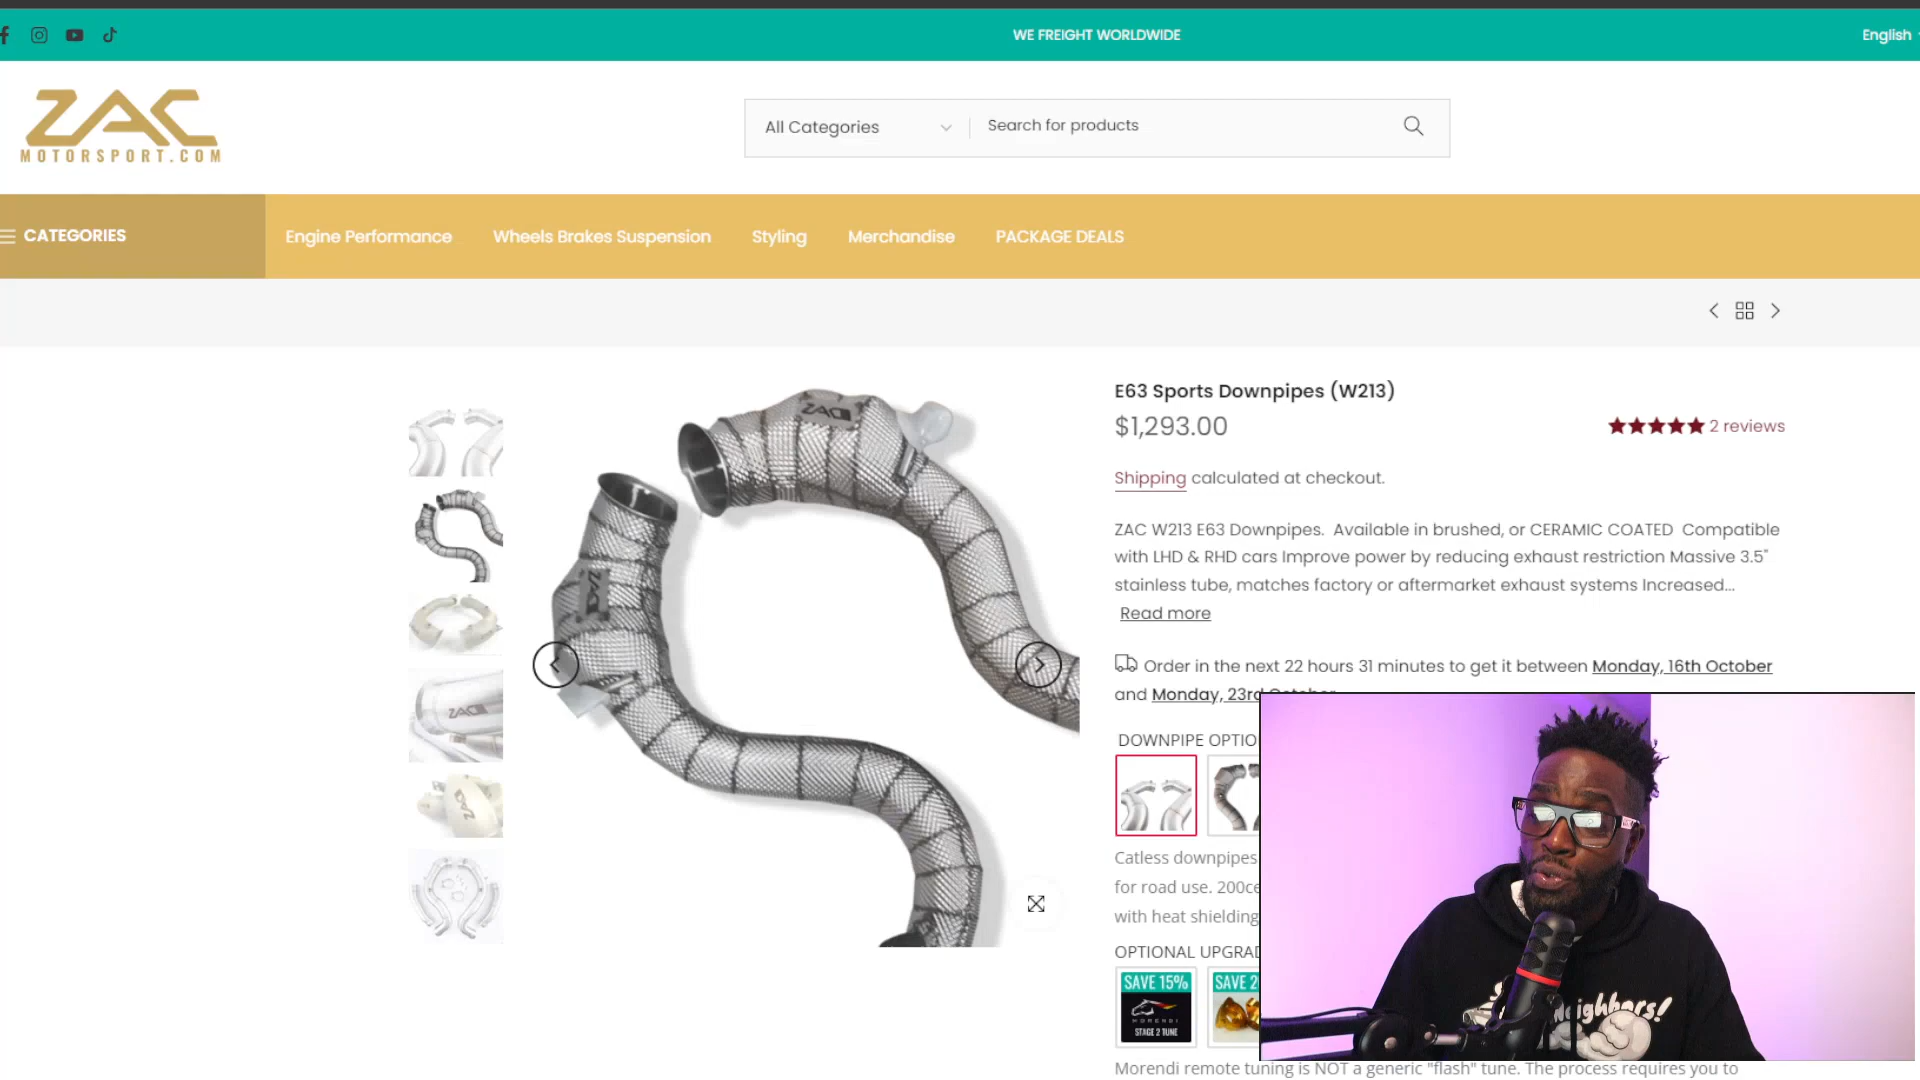 WE FREIGHT WORLDWIDE
English
ZAC
MOTORSPORT.COM
All Categories
Search for products
CATEGORIES
Engine Performance
Wheels Brakes Suspension
Styling
Merchandise
PACKAGE DEALS
ZAC
ZAC
ZAC
ZAC
E63 Sports Downpipes (W213)
$1,293.00
2 reviews
Shipping calculated at checkout.
ZAC W213 E63 Downpipes. Available in brushed, or CERAMIC COATED Compatible
with LHD & RHD cars Improve power by reducing exhaust restriction Massive 3.5"
stainless tube, matches factory or aftermarket exhaust systems Increased...
Read more
Order in the next 22 hours 31 minutes to get it between Monday, 16th October
and Monday, 23rd October
DOWNPIPE OPTIO
Catless downpipes
for road use. 200ce
with heat shielding
OPTIONAL UPGRAD
SAVE 15%
MORENDI
STAGE 2 TUNE
SAVE 2
Neighbors!
Morendi remote tuning is NOT a generic "flash" tune. The process requires you to